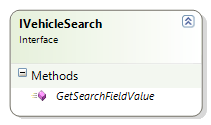 IVehicleSearch
Interface
Methods
GetSearchFieldValue